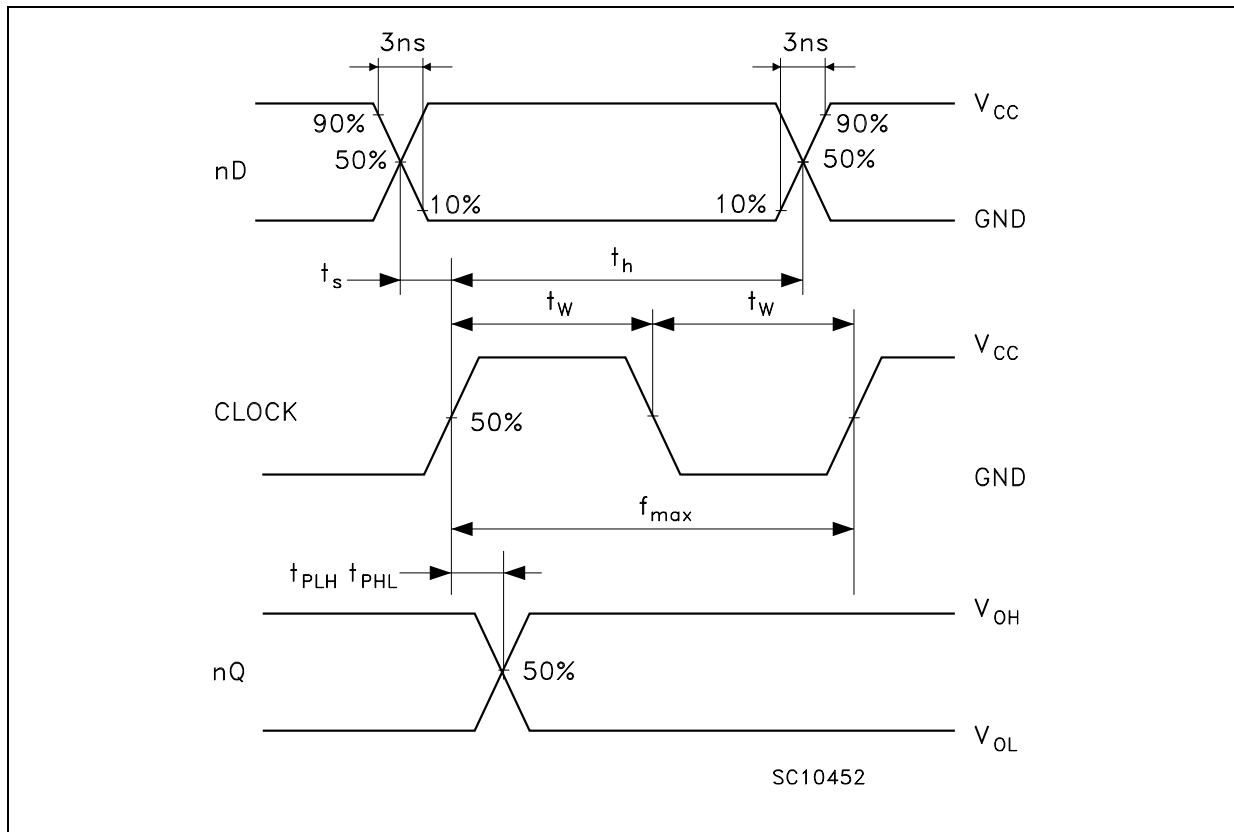 3ns 3ns
V_CC
90% 90%
50% 50%
nD
10% 10%
GND
t_s t_h
t_W t_W
V_CC
CLOCK 50%
GND
f_max
t_PLH t_PHL
V_OH
nQ 50%
V_OL
SC10452